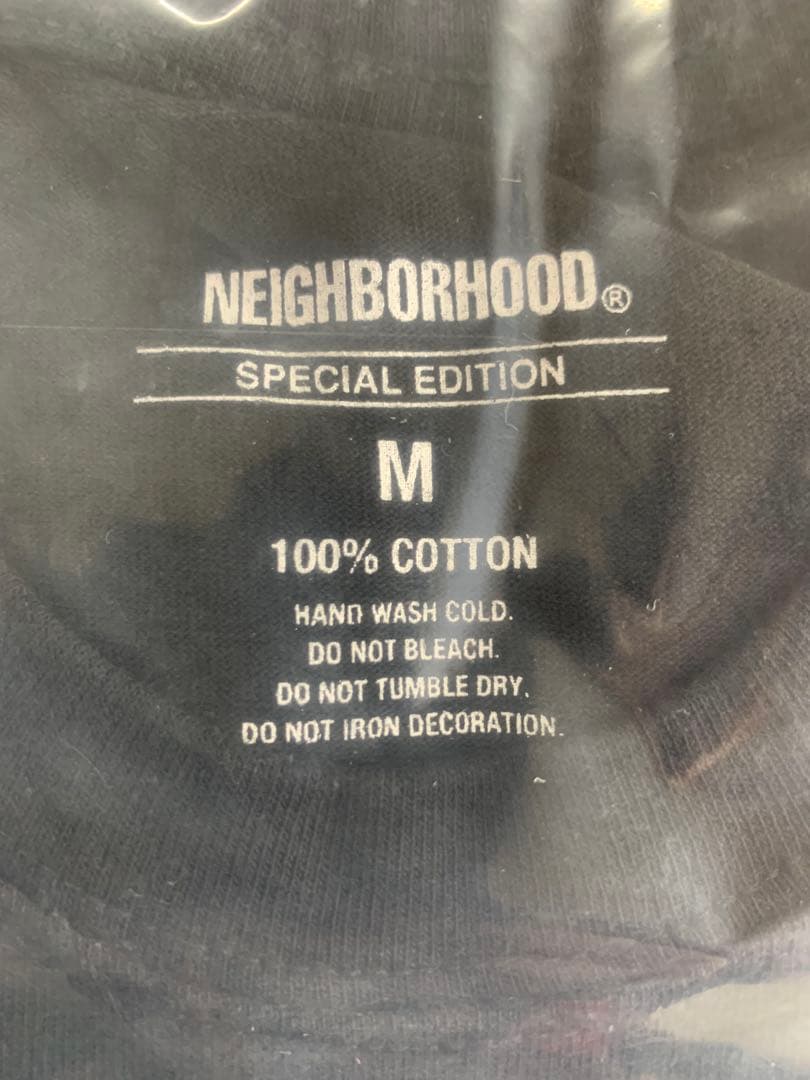 NEIGHBORHOOD®
SPECIAL EDITION
M
100% COTTON
HAND WASH COLD.
DO NOT BLEACH.
DO NOT TUMBLE DRY.
DO NOT IRON DECORATION.